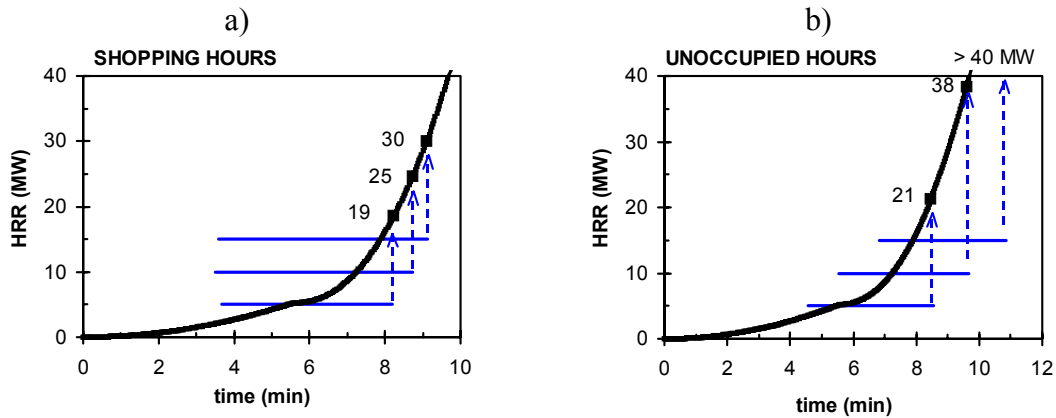 a)
SHOPPING HOURS
40
30
20
10
0
HRR (MW)
30
25
19
0 2 4 6 8 10
time (min)
b)
UNOCCUPIED HOURS > 40 MW
40
30
20
10
0
HRR (MW)
38
21
0 2 4 6 8 10 12
time (min)